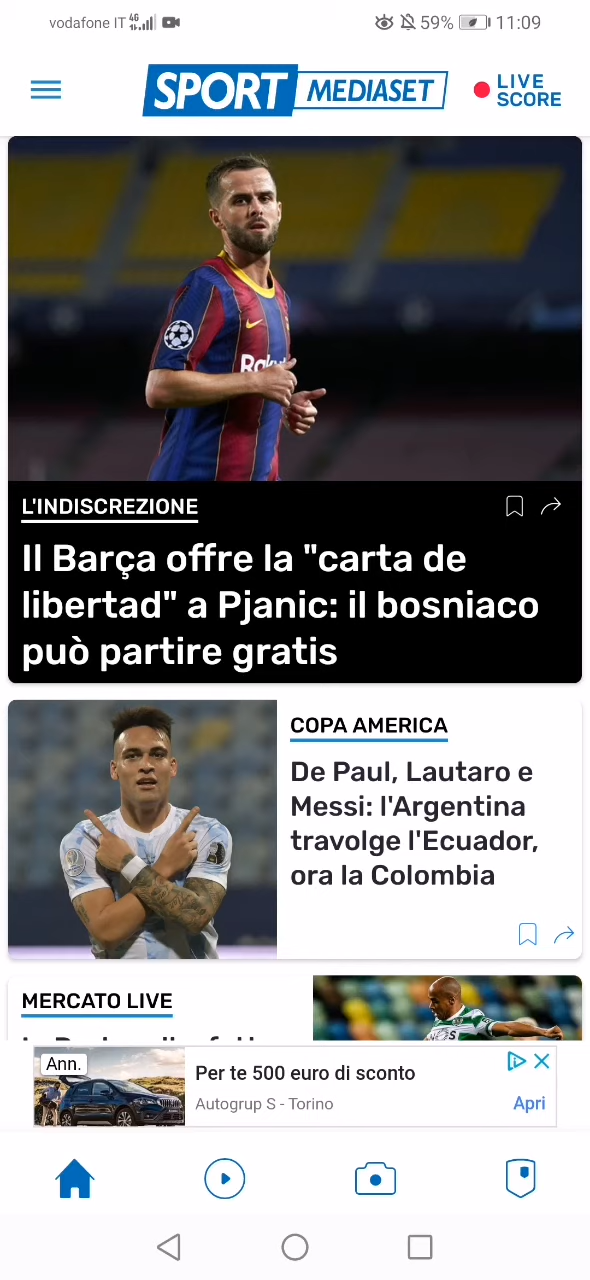 vodafone IT 4G 59% 11:09
SPORT MEDIASET
LIVE
SCORE
Rak
L'INDISCREZIONE
Il Barça offre la "carta de
libertad" a Pjanic: il bosniaco
può partire gratis
COPA AMERICA
De Paul, Lautaro e
Messi: l'Argentina
travolge l'Ecuador,
ora la Colombia
MERCATO LIVE
Ann.
Per te 500 euro di sconto
Autogrup S - Torino
Apri